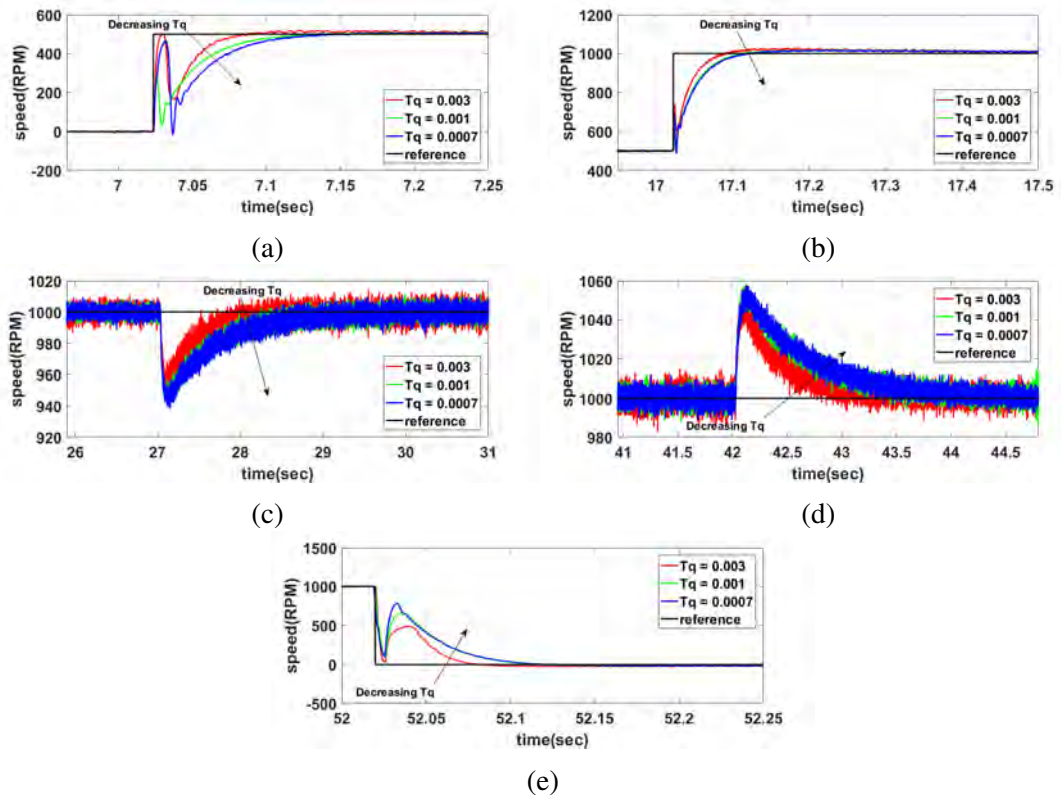 600
400
200
0
-200
speed(RPM)
Decreasing Tq
Tq = 0.003
Tq = 0.001
Tq = 0.0007
reference
7
7.05
7.1
7.15
7.2
7.25
time(sec)
(a)
1200
1000
800
600
400
speed(RPM)
Decreasing Tq
Tq = 0.003
Tq = 0.001
Tq = 0.0007
reference
17
17.1
17.2
17.3
17.4
17.5
time(sec)
(b)
1020
1000
980
960
940
920
speed(RPM)
Decreasing Tq
Tq = 0.003
Tq = 0.001
Tq = 0.0007
reference
26
27
28
29
30
31
time(sec)
(c)
1060
1040
1020
1000
980
speed(RPM)
Decreasing Tq
Tq = 0.003
Tq = 0.001
Tq = 0.0007
reference
41
41.5
42
42.5
43
43.5
44
44.5
time(sec)
(d)
1500
1000
500
0
-500
speed(RPM)
Decreasing Tq
Tq = 0.003
Tq = 0.001
Tq = 0.0007
reference
52
52.05
52.1
52.15
52.2
52.25
time(sec)
(e)